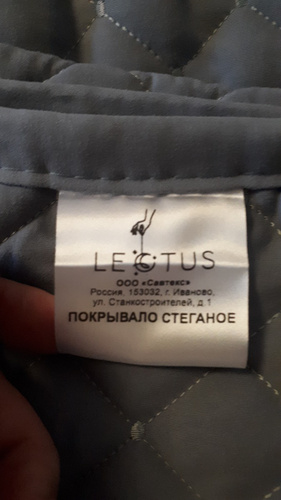 LECTUS
ООО «Савтекс»
Россия, 153032, г. Иваново,
ул. Станкостроителей, д.1
ПОКРЫВАЛО СТЕГАНОЕ